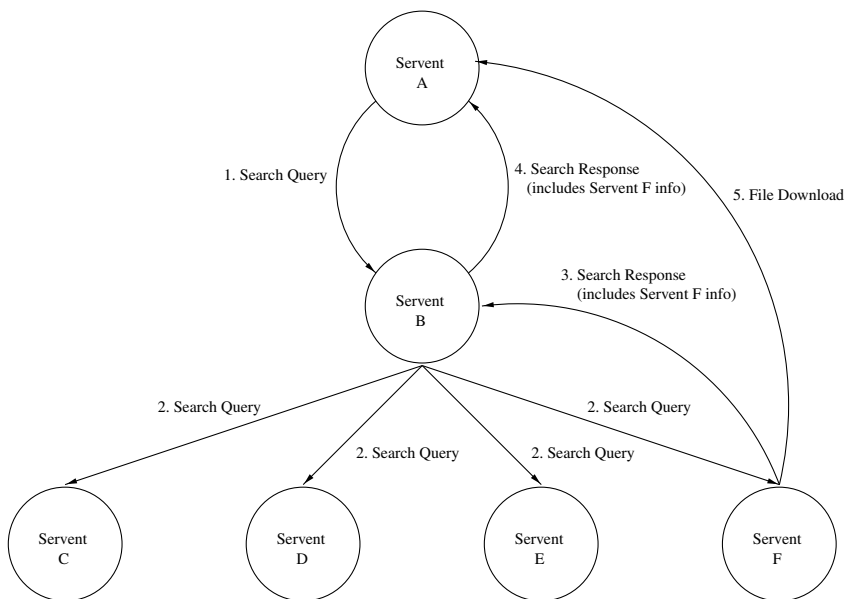 Servent
A
1. Search Query
4. Search Response
(includes Servent F info)
5. File Download
3. Search Response
(includes Servent F info)
Servent
B
2. Search Query
2. Search Query
2. Search Query
2. Search Query
Servent
C
Servent
D
Servent
E
Servent
F